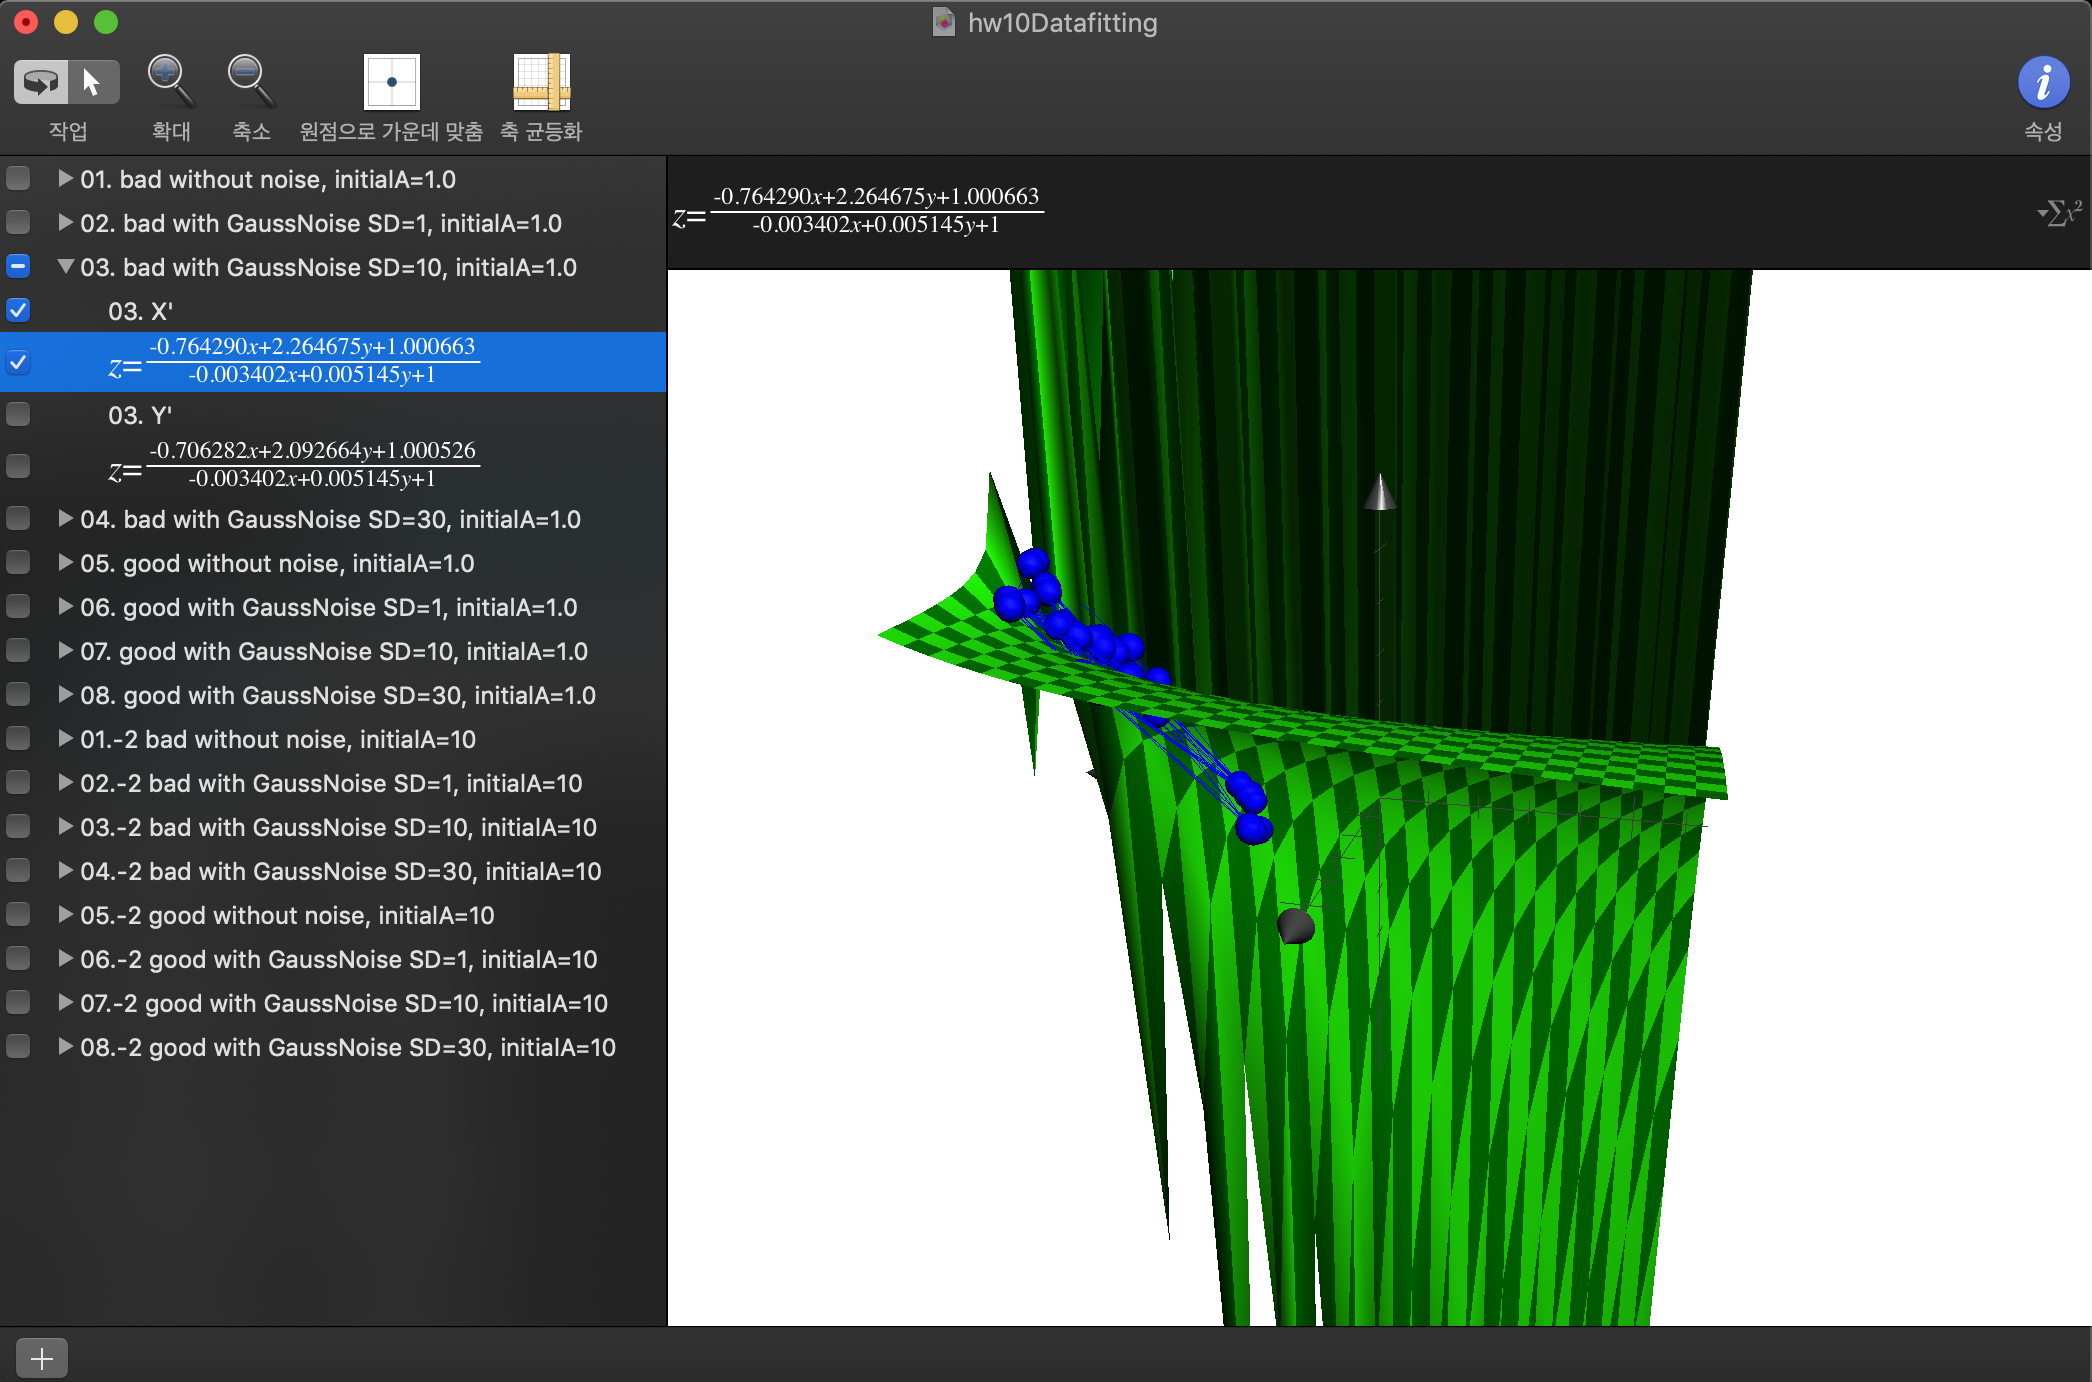 hw10Datafitting
작업
확대
축소
원점으로 가운데 맞춤
축 균등화
속성
01. bad without noise, initialA=1.0
02. bad with GaussNoise SD=1, initialA=1.0
03. bad with GaussNoise SD=10, initialA=1.0
03. X'
-0.764290x+2.264675y+1.000663
z=
-0.003402x+0.005145y+1
03. Y'
-0.706282x+2.092664y+1.000526
z=
-0.003402x+0.005145y+1
04. bad with GaussNoise SD=30, initialA=1.0
05. good without noise, initialA=1.0
06. good with GaussNoise SD=1, initialA=1.0
07. good with GaussNoise SD=10, initialA=1.0
08. good with GaussNoise SD=30, initialA=1.0
01.-2 bad without noise, initialA=10
02.-2 bad with GaussNoise SD=1, initialA=10
03.-2 bad with GaussNoise SD=10, initialA=10
04.-2 bad with GaussNoise SD=30, initialA=10
05.-2 good without noise, initialA=10
06.-2 good with GaussNoise SD=1, initialA=10
07.-2 good with GaussNoise SD=10, initialA=10
08.-2 good with GaussNoise SD=30, initialA=10
-0.764290x+2.264675y+1.000663
z=
-0.003402x+0.005145y+1
∑x²